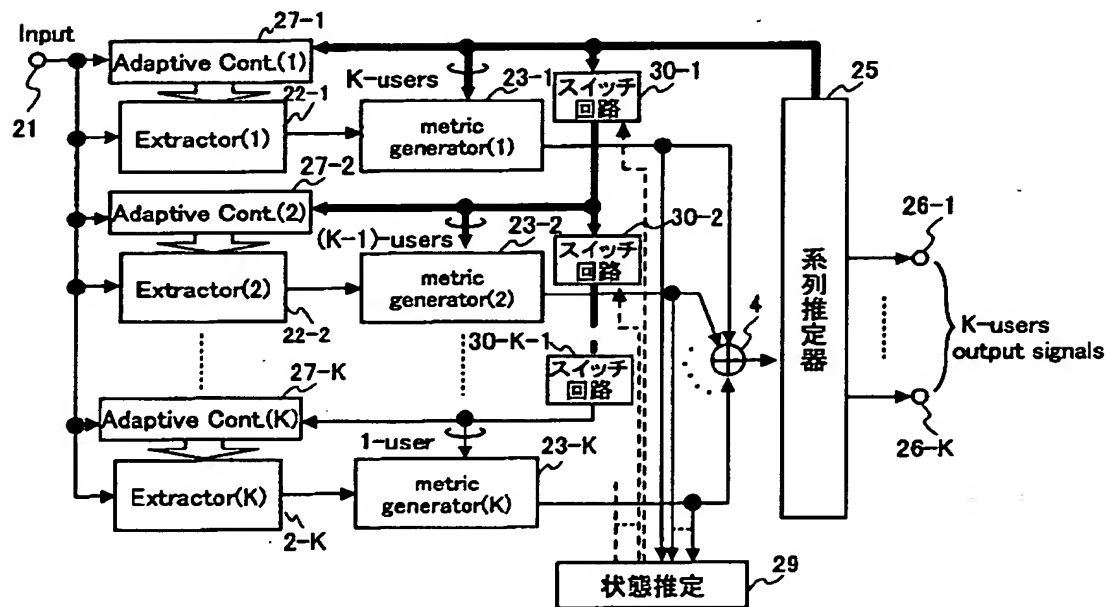 27-1
Input
Adaptive Cont.(1)
21
K-users
23-1
30-1
スイッチ
回路
25
22-1
Extractor(1)
metric
generator(1)
27-2
Adaptive Cont.(2)
(K-1)-users
23-2
30-2
スイッチ
回路
Extractor(2)
metric
generator(2)
22-2
26-1
系列推定器
4
30-K-1
スイッチ
回路
K-users
output signals
27-K
Adaptive Cont.(K)
1-user
23-K
26-K
Extractor(K)
metric
generator(K)
2-K
状態推定
29